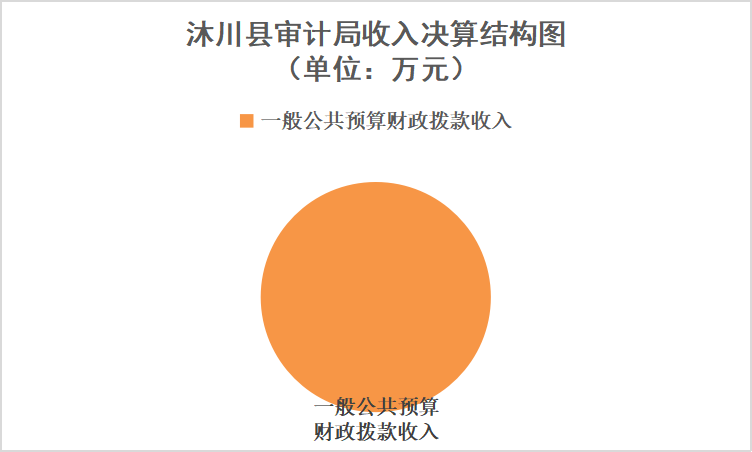 沐川县审计局收入决算结构图
（单位：万元）
一般公共预算财政拨款收入
一般公共预算
财政拨款收入